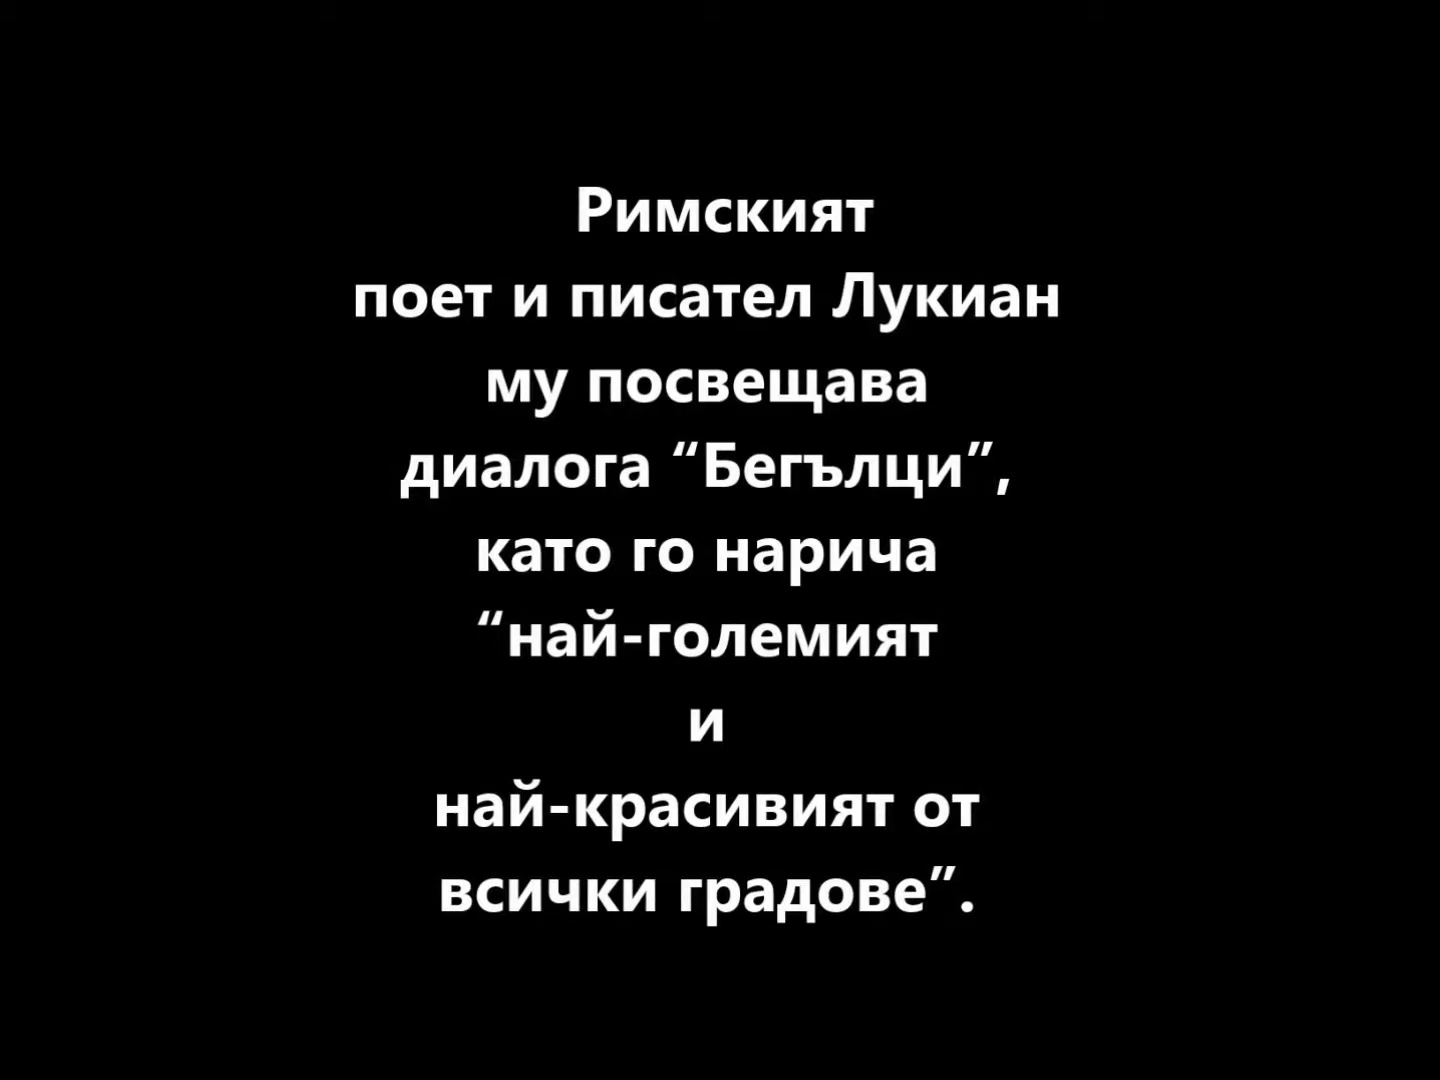 Римският
поет и писател Лукиан
му посвещава
диалога “Бегълци”,
като го нарича
“най-големият
и
най-красивият от
всички градове”.